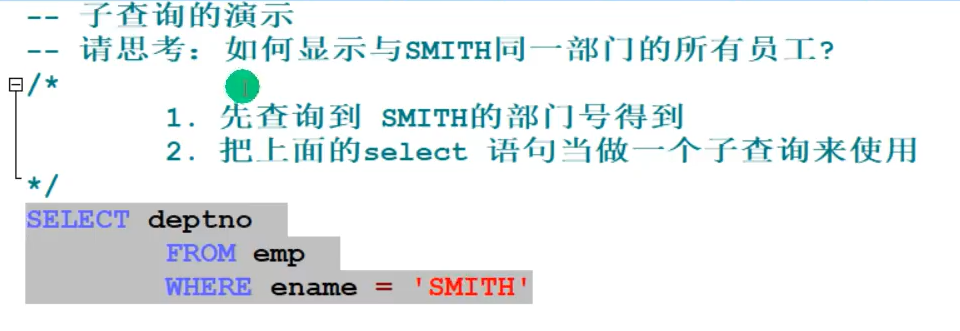 -- 子查询的演示
-- 请思考: 如何显示与SMITH同一部门的所有员工?
/*
1. 先查询到 SMITH的部门号得到
2. 把上面的select 语句当做一个子查询来使用
*/
SELECT deptno
FROM emp
WHERE ename = 'SMITH'